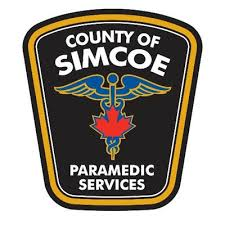 COUNTY OF
SIMCOE
PARAMEDIC
SERVICES